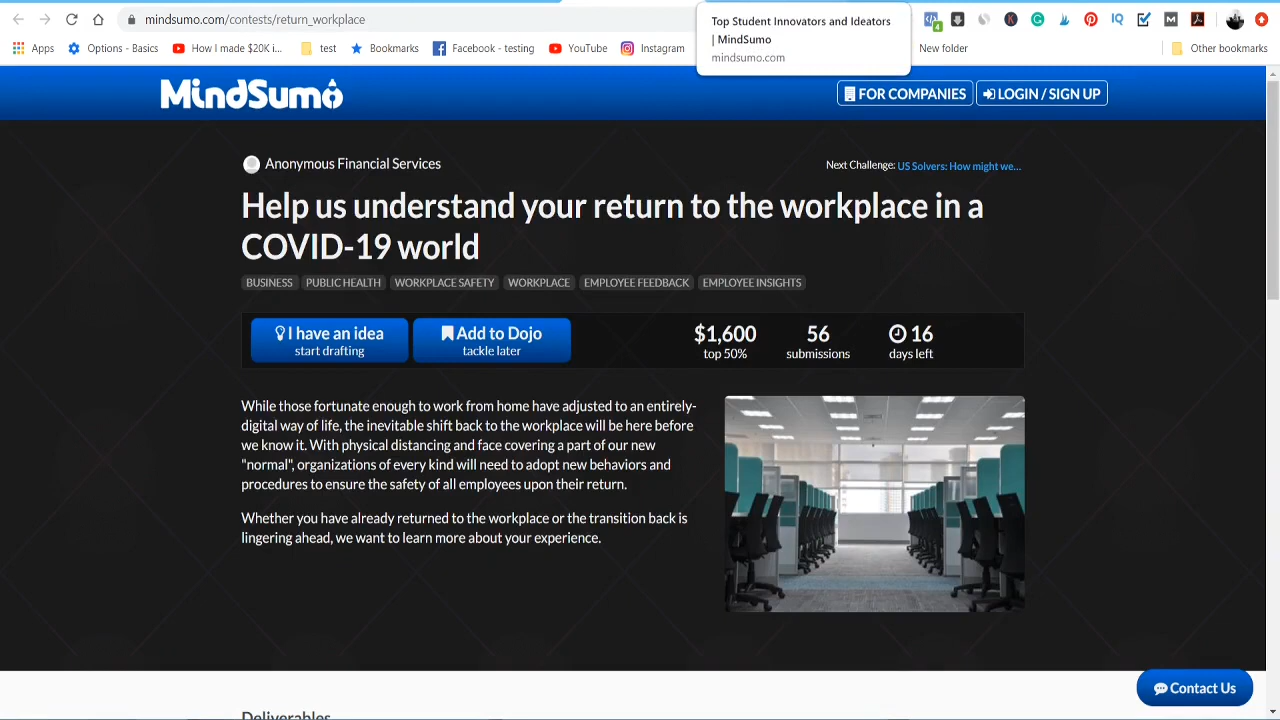 mindsumo.com/contests/return_workplace
Top Student Innovators and Ideators
| MindSumo
mindsumo.com
Apps
Options - Basics
How I made $20K i...
test
Bookmarks
Facebook - testing
YouTube
Instagram
New folder
Other bookmarks
MindSumo
FOR COMPANIES
LOGIN / SIGN UP
Anonymous Financial Services
Next Challenge: US Solvers: How might we...
Help us understand your return to the workplace in a
COVID-19 world
BUSINESS PUBLIC HEALTH WORKPLACE SAFETY WORKPLACE EMPLOYEE FEEDBACK EMPLOYEE INSIGHTS
I have an idea
start drafting
Add to Dojo
tackle later
$1,600
top 50%
56
submissions
16
days left
While those fortunate enough to work from home have adjusted to an entirely-
digital way of life, the inevitable shift back to the workplace will be here before
we know it. With physical distancing and face covering a part of our new
"normal", organizations of every kind will need to adopt new behaviors and
procedures to ensure the safety of all employees upon their return.
Whether you have already returned to the workplace or the transition back is
lingering ahead, we want to learn more about your experience.
Contact Us
Deliverables